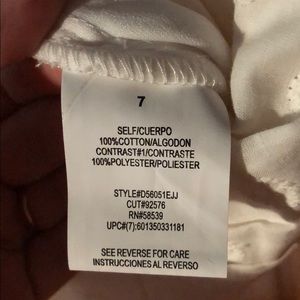 7
SELF/CUERPO
100%COTTON/ALGODON
CONTRAST#1/CONTRASTE
100%POLYESTER/POLIESTER
STYLE#D56051EJJ
CUT#92576
RN#58539
UPC#(7):601350331181
SEE REVERSE FOR CARE
INSTRUCCIONES AL REVERSO